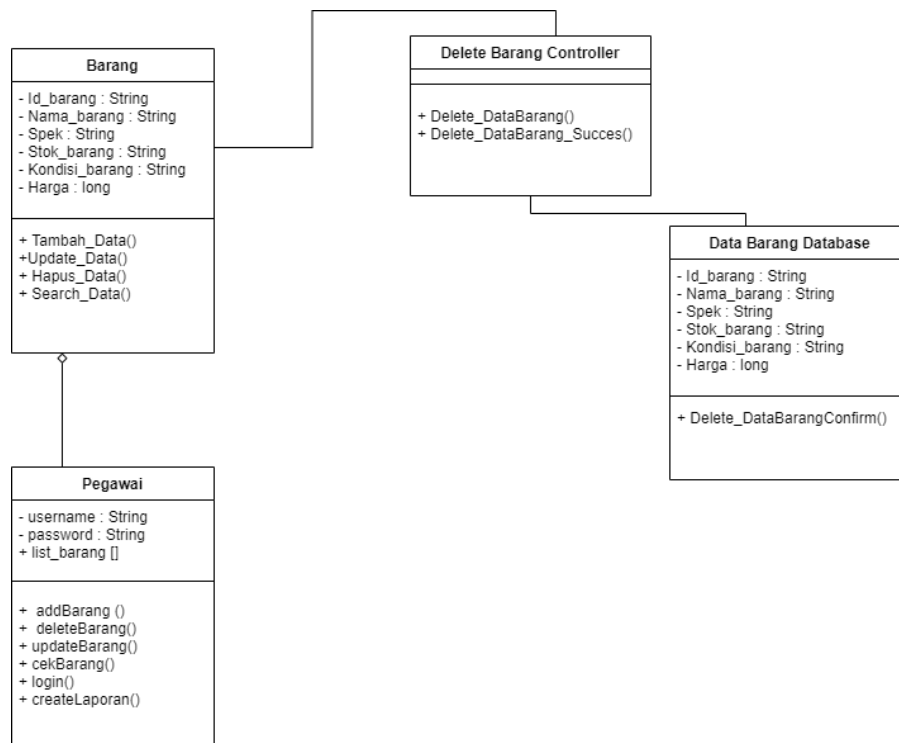 Barang
- Id_barang : String
- Nama_barang : String
- Spek : String
- Stok_barang : String
- Kondisi_barang : String
- Harga : long
+ Tambah_Data()
+Update_Data()
+ Hapus_Data()
+ Search_Data()
Delete Barang Controller
+ Delete_DataBarang()
+ Delete_DataBarang_Succes()
Data Barang Database
- Id_barang : String
- Nama_barang : String
- Spek : String
- Stok_barang : String
- Kondisi_barang : String
- Harga : long
+ Delete_DataBarangConfirm()
Pegawai
- username : String
- password : String
+ list_barang []
+ addBarang ()
+ deleteBarang()
+ updateBarang()
+ cekBarang()
+ login()
+ createLaporan()